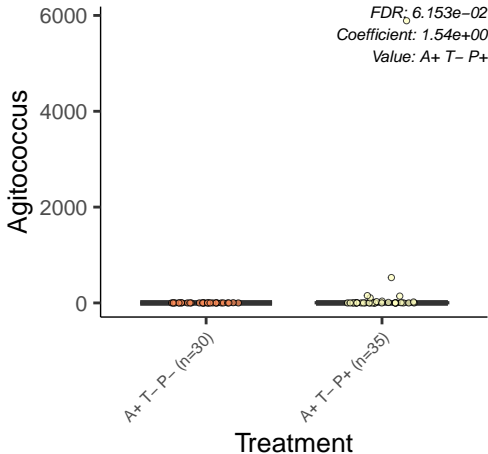 FDR: 6.153e−02
Coefficient: 1.54e+00
Value: A+ T− P+
6000
4000
2000
0
Agitococcus
A+ T− P− (n=30)
A+ T− P+ (n=35)
Treatment